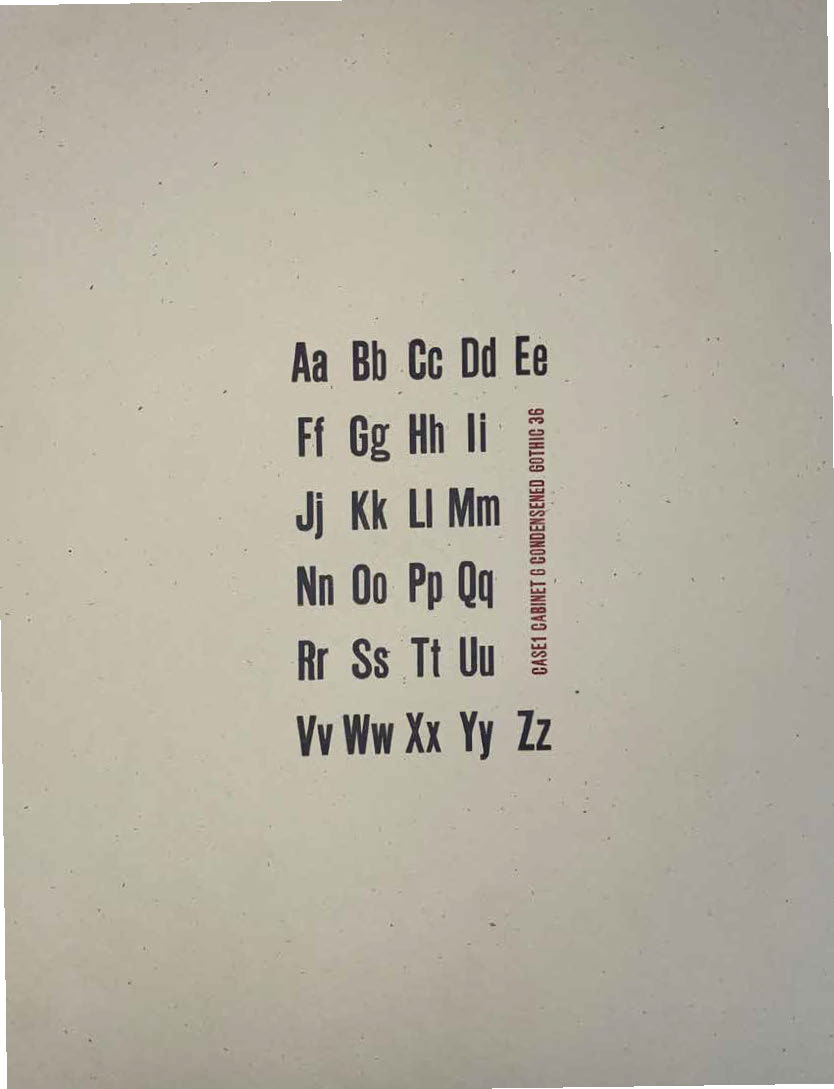 Aa Bb Cc Dd Ee
Ff Gg Hh Ii
Jj Kk Ll Mm
Nn Oo Pp Qq
Rr Ss Tt Uu
Vv Ww Xx Yy Zz
CASE1 CABINET G CONDENSENED GOTHIC 36